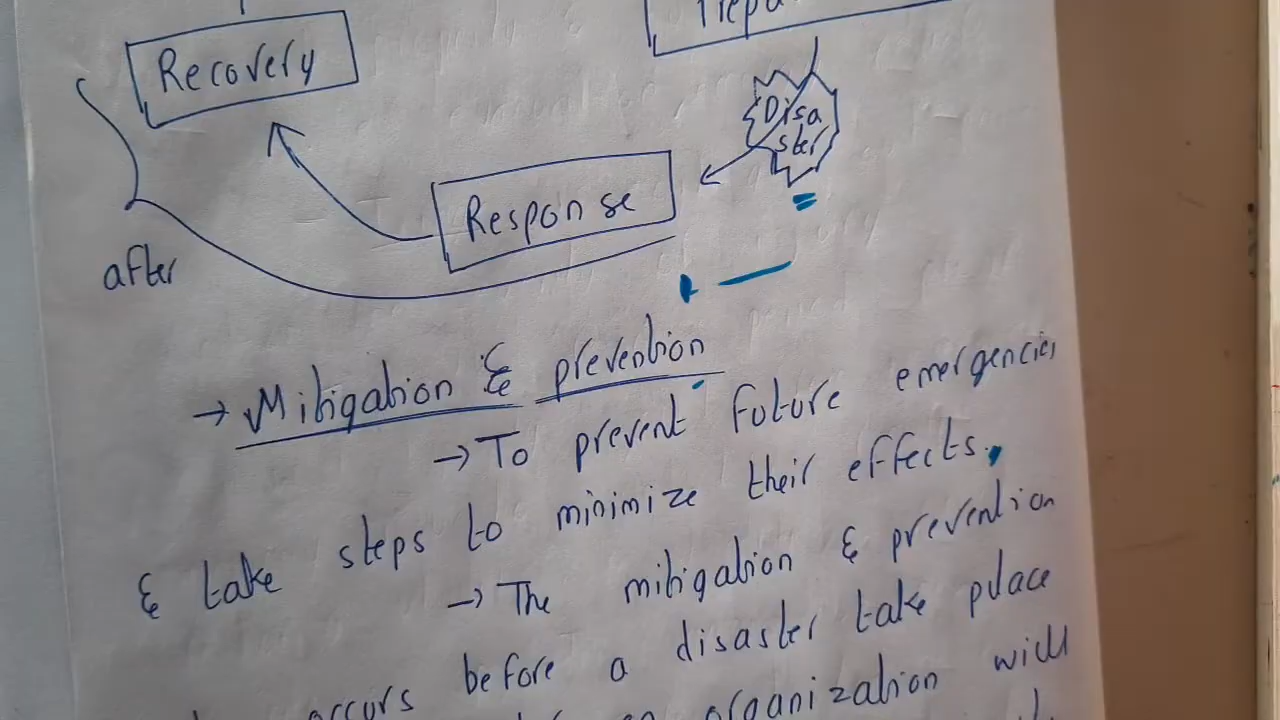 Recovery
Disa
ster
Response
after
→ Mitigation & prevention
→ To prevent future emergencies
& take steps to minimize their effects.
→ The mitigation & prevention
occurs before a disaster take place
organization will